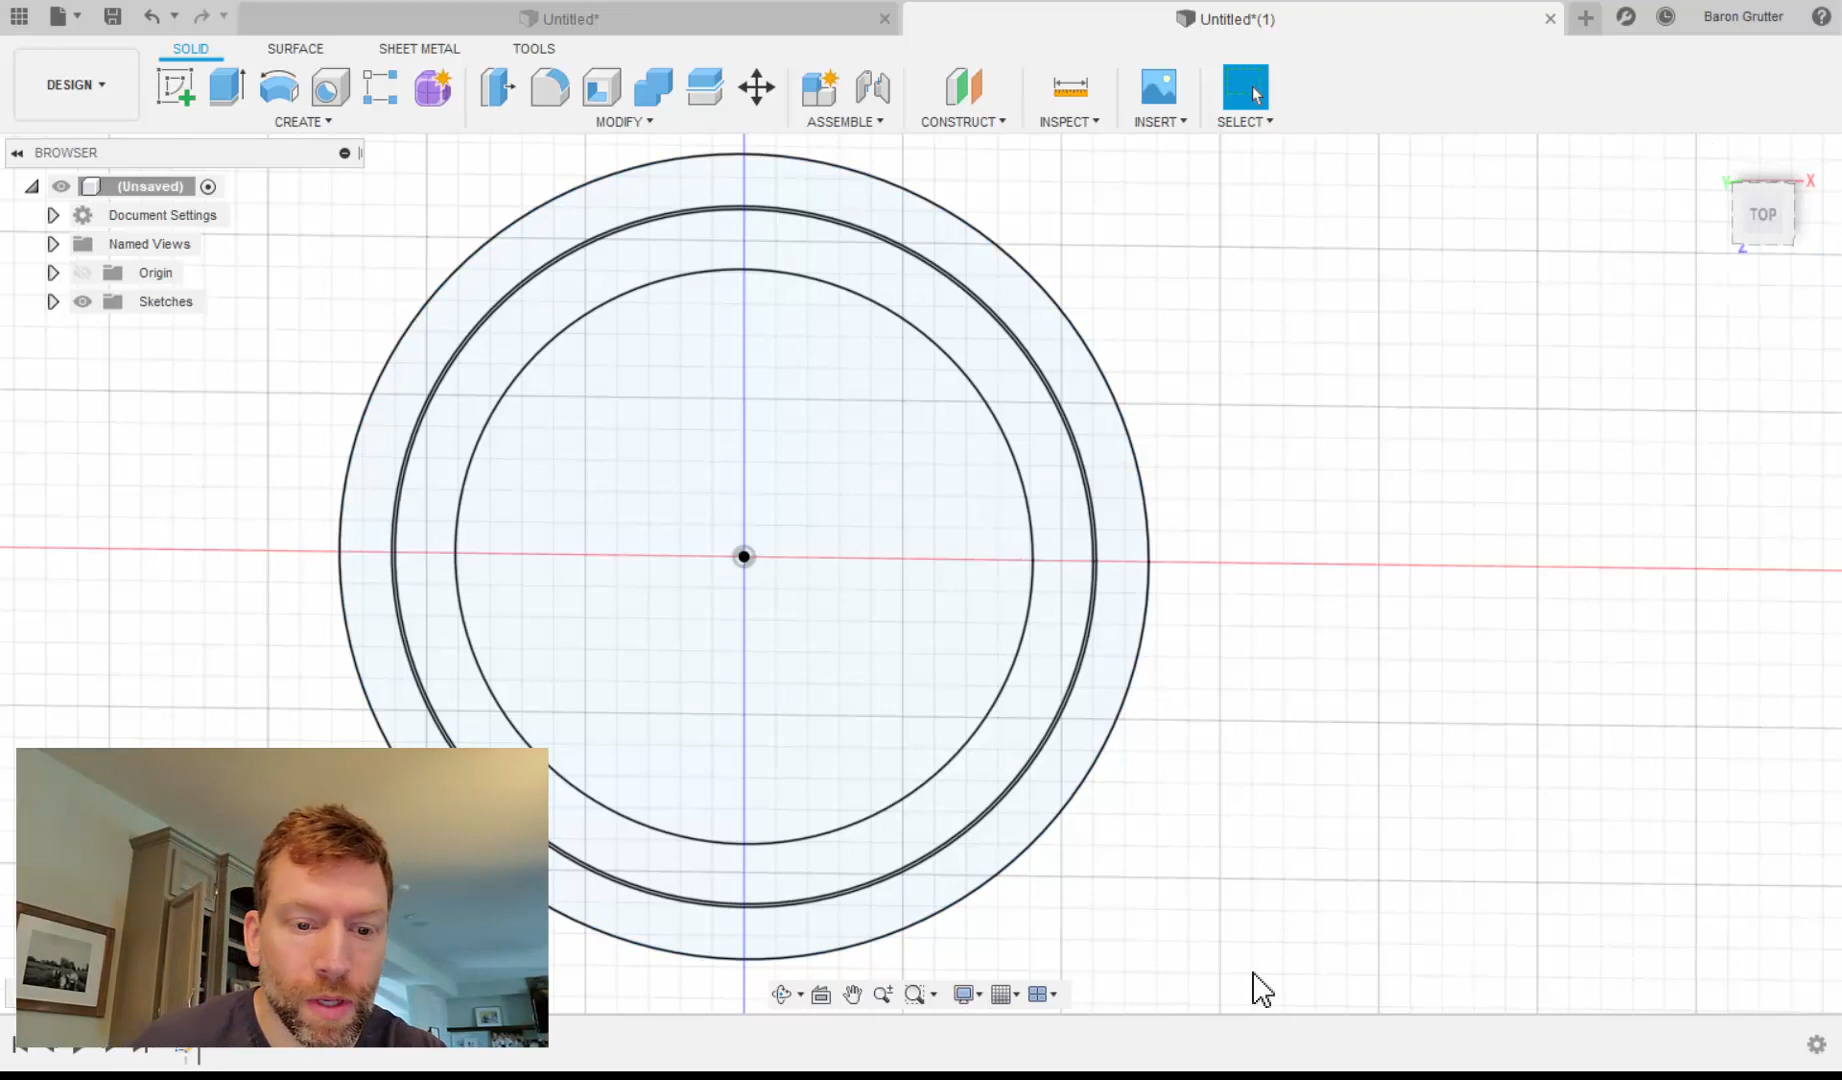 Untitled*
Untitled*(1)
Baron Grutter
SOLID
SURFACE
SHEET METAL
TOOLS
DESIGN
CREATE
MODIFY
ASSEMBLE
CONSTRUCT
INSPECT
INSERT
SELECT
BROWSER
(Unsaved)
Document Settings
Named Views
Origin
Sketches
Y
X
TOP
Z